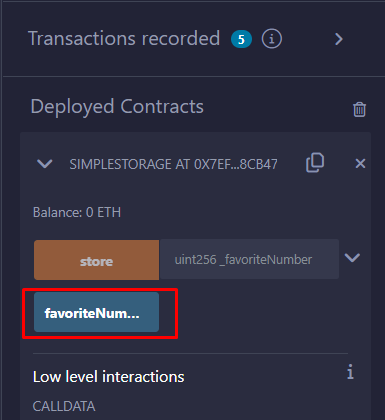 Transactions recorded 5 i
Deployed Contracts
SIMPLESTORAGE AT 0X7EF...8CB47
Balance: 0 ETH
store uint256 _favoriteNumber
favoriteNum...
Low level interactions i
CALLDATA